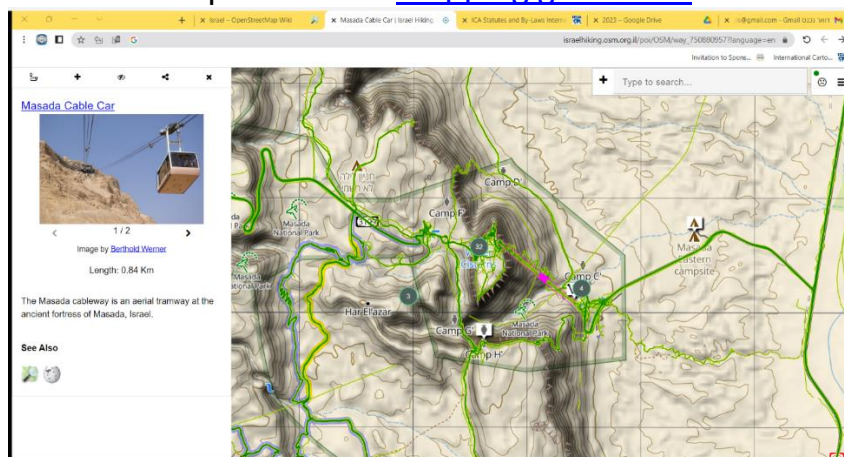 Israel – OpenStreetMap Wiki
Masada Cable Car | Israel Hiking
ICA Statutes and By-Laws Interna
2023 – Google Drive
israelhiking.osm.org.il/poi/OSM/way_750880957?language=en
Invitation to Spons...
International Carto...
Type to search...
Masada Cable Car
1 / 2
Image by Berthold Werner
Length: 0.84 Km
The Masada cableway is an aerial tramway at the
ancient fortress of Masada, Israel.
See Also
Camp D'
Camp F'
Masada
National Park
32
Masada
Eastern
campsite
Camp C'
4
3
Har El'azar
Camp G'
Masada
National Park
Camp H'